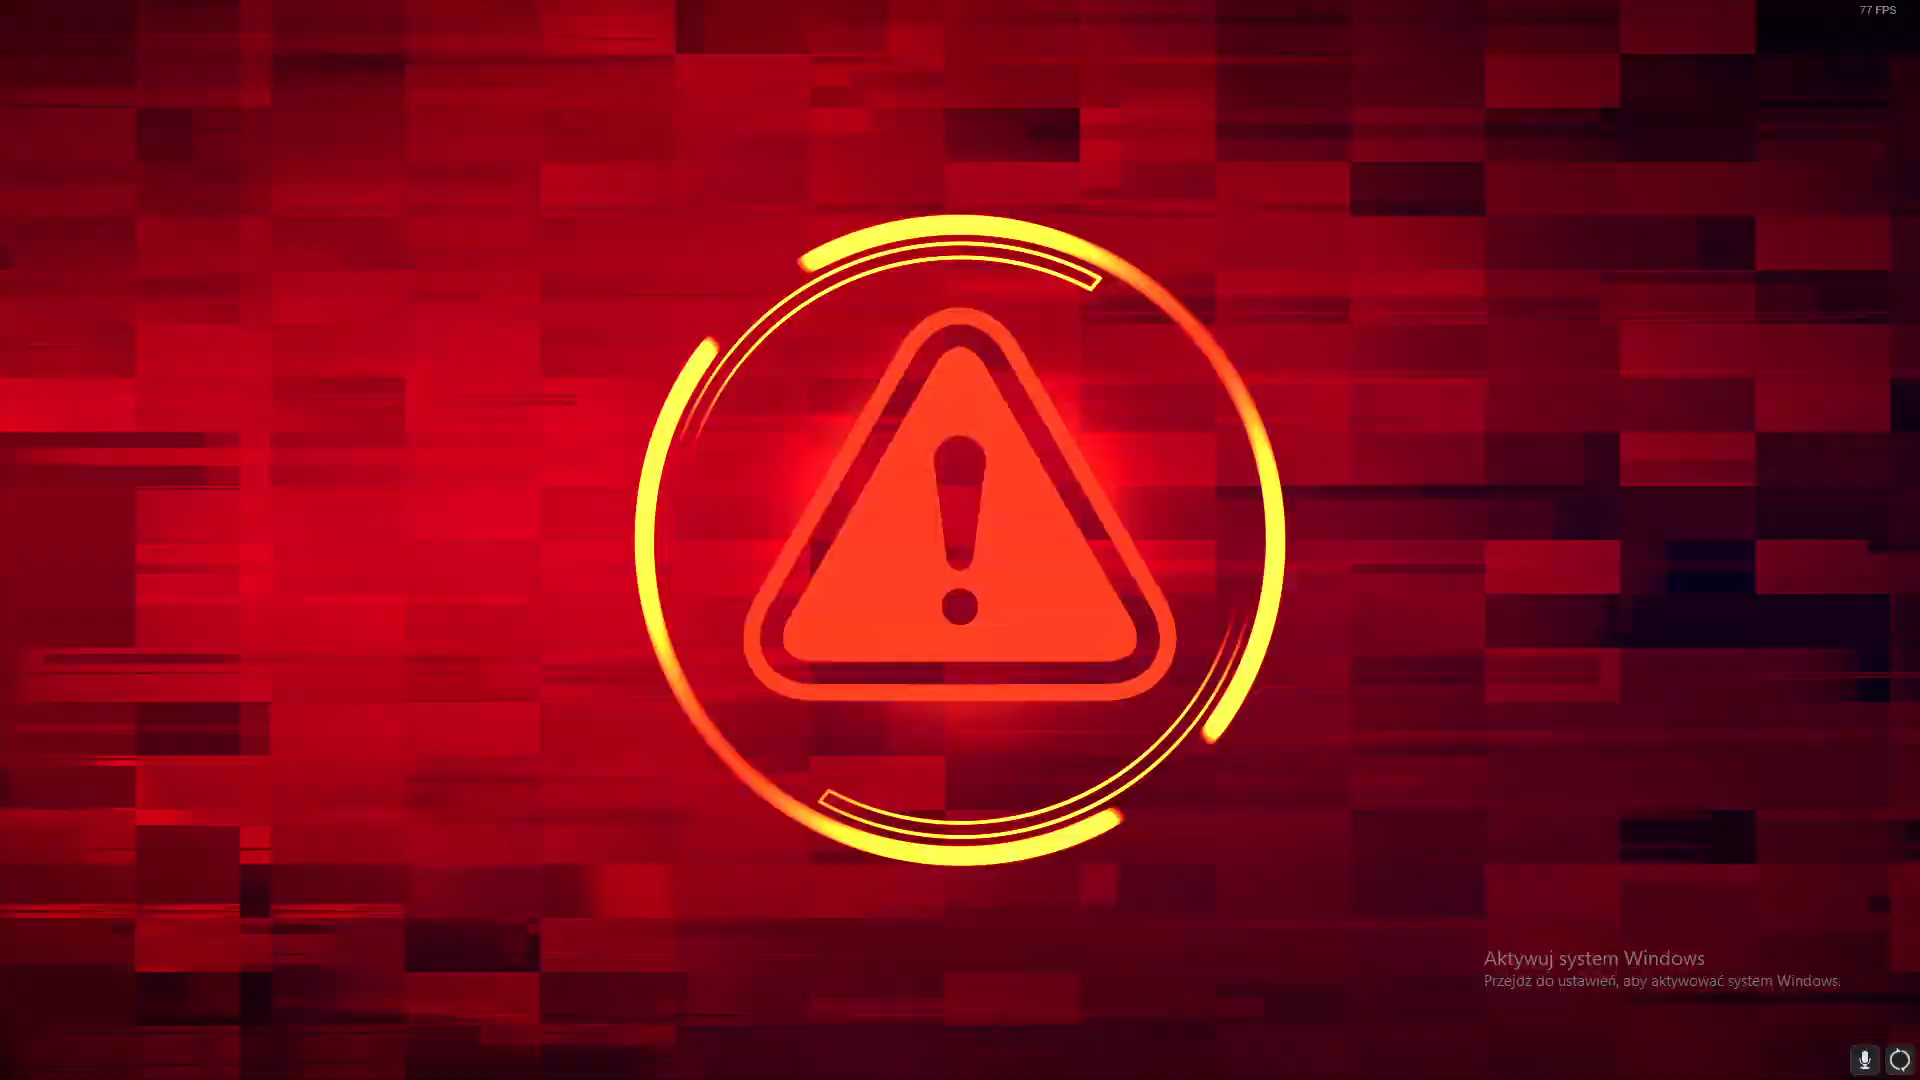 77 FPS
Aktywuj system Windows
Przejdź do ustawień, aby aktywować system Windows.